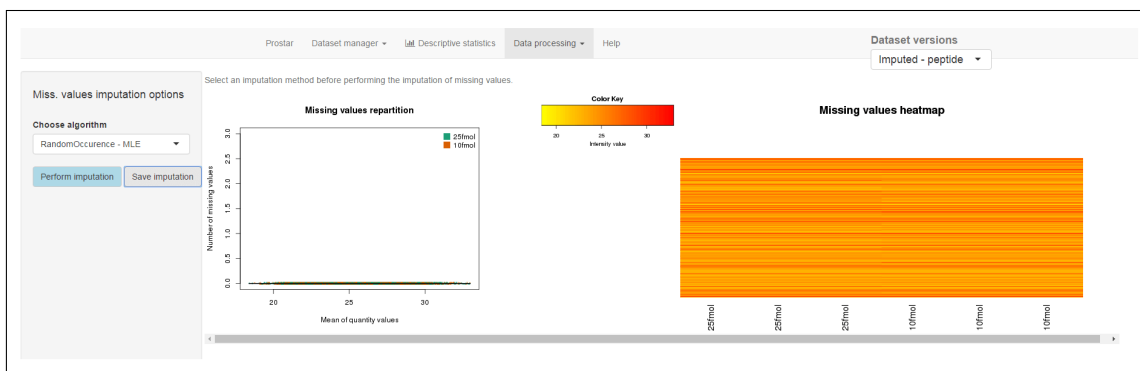 Prostar Dataset manager Descriptive statistics Data processing Help
Dataset versions
Imputed - peptide
Miss. values imputation options
Choose algorithm
RandomOccurence - MLE
Perform imputation Save imputation
Select an imputation method before performing the imputation of missing values.
Missing values repartition
25fmol
10fmol
3.0
2.5
2.0
1.5
1.0
0.5
0.0
Number of missing values
20 25 30
Mean of quantity values
Color Key
20 25 30
Intensity value
Missing values heatmap
25fmol 25fmol 25fmol 10fmol 10fmol 10fmol